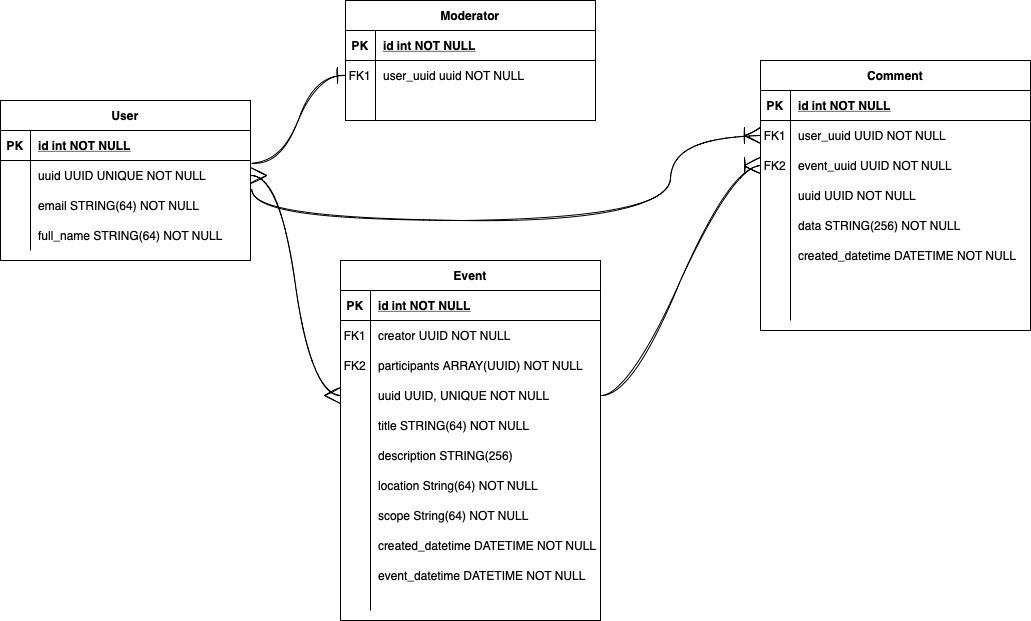 Moderator
PK id int NOT NULL
FK1 user_uuid uuid NOT NULL
User
PK id int NOT NULL
uuid UUID UNIQUE NOT NULL
email STRING(64) NOT NULL
full_name STRING(64) NOT NULL
Comment
PK id int NOT NULL
FK1 user_uuid UUID NOT NULL
FK2 event_uuid UUID NOT NULL
uuid UUID NOT NULL
data STRING(256) NOT NULL
created_datetime DATETIME NOT NULL
Event
PK id int NOT NULL
FK1 creator UUID NOT NULL
FK2 participants ARRAY(UUID) NOT NULL
uuid UUID, UNIQUE NOT NULL
title STRING(64) NOT NULL
description STRING(256)
location String(64) NOT NULL
scope String(64) NOT NULL
created_datetime DATETIME NOT NULL
event_datetime DATETIME NOT NULL